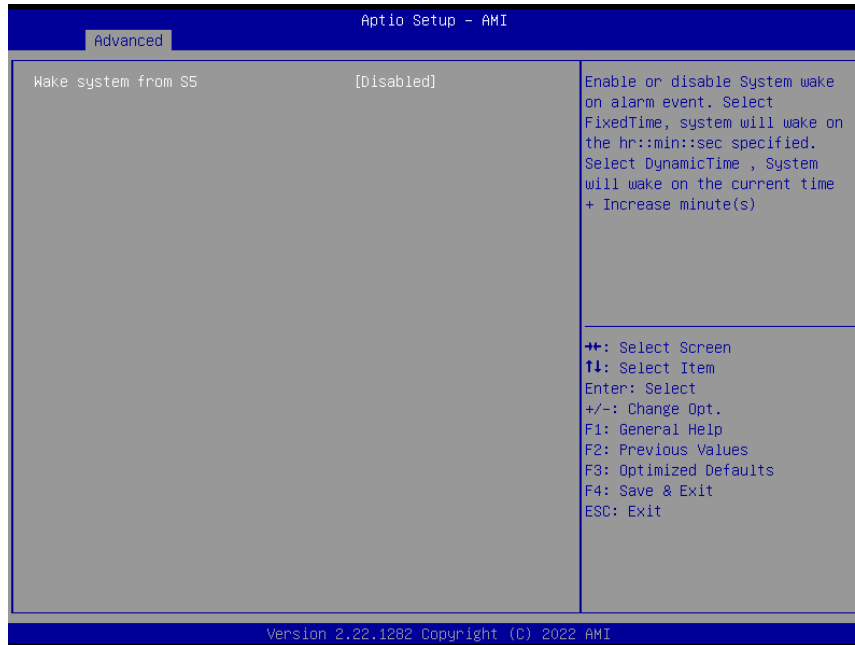 Aptio Setup – AMI
Advanced
Wake system from S5 [Disabled]
Enable or disable System wake
on alarm event. Select
FixedTime, system will wake on
the hr::min::sec specified.
Select DynamicTime , System
will wake on the current time
+ Increase minute(s)
→←: Select Screen
↑↓: Select Item
Enter: Select
+/-: Change Opt.
F1: General Help
F2: Previous Values
F3: Optimized Defaults
F4: Save & Exit
ESC: Exit
Version 2.22.1282 Copyright (C) 2022 AMI